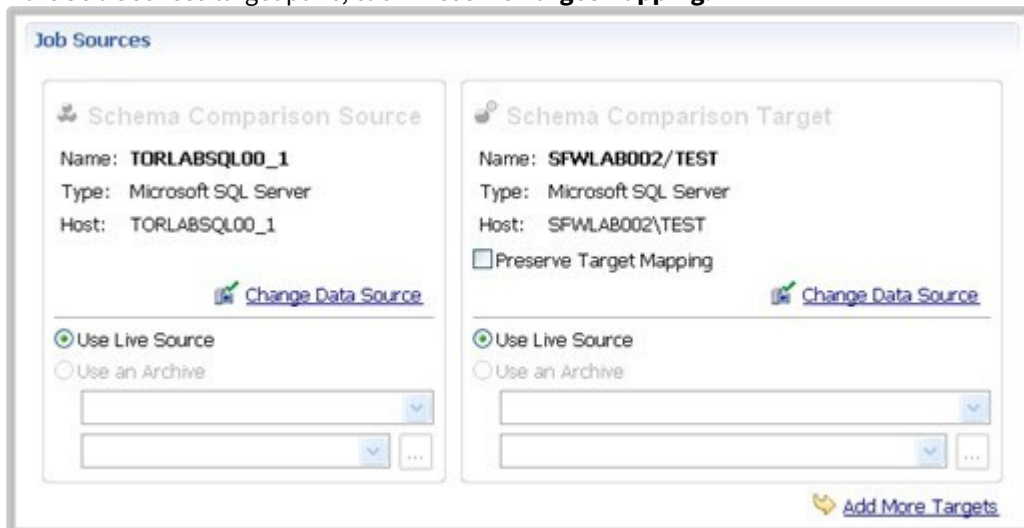 Job Sources
Schema Comparison Source
Name: TORLABSQL00_1
Type: Microsoft SQL Server
Host: TORLABSQL00_1
Change Data Source
Use Live Source
Use an Archive
...
Schema Comparison Target
Name: SFWLAB002/TEST
Type: Microsoft SQL Server
Host: SFWLAB002\TEST
Preserve Target Mapping
Change Data Source
Use Live Source
Use an Archive
...
Add More Targets